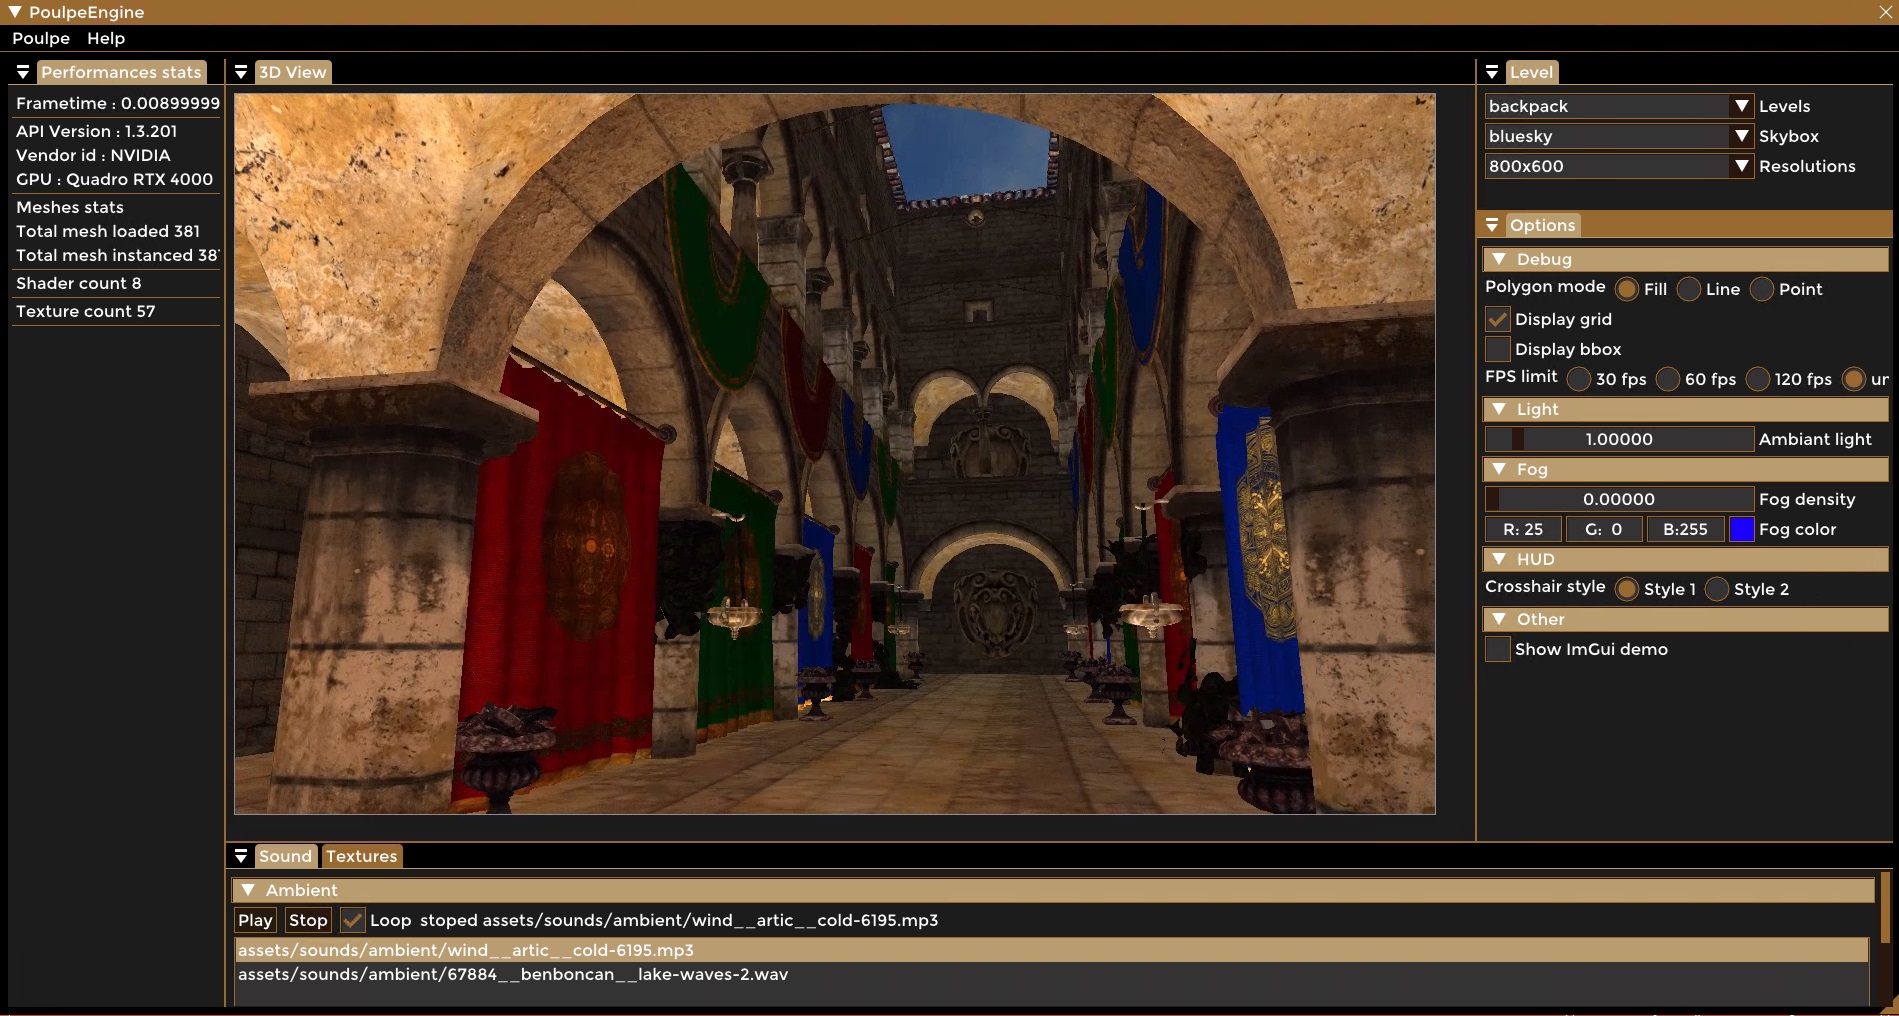 PoulpeEngine
Poulpe Help
Performances stats
Frametime : 0.00899999
API Version : 1.3.201
Vendor id : NVIDIA
GPU : Quadro RTX 4000
Meshes stats
Total mesh loaded 381
Total mesh instanced 38
Shader count 8
Texture count 57
3D View
Level
backpack Levels
bluesky Skybox
800x600 Resolutions
Options
Debug
Polygon mode Fill Line Point
Display grid
Display bbox
FPS limit 30 fps 60 fps 120 fps un
Light
1.00000 Ambiant light
Fog
0.00000 Fog density
R: 25 G: 0 B:255 Fog color
HUD
Crosshair style Style 1 Style 2
Other
Show ImGui demo
Sound Textures
Ambient
Play Stop Loop stoped assets/sounds/ambient/wind__artic__cold-6195.mp3
assets/sounds/ambient/wind__artic__cold-6195.mp3
assets/sounds/ambient/67884__benboncan__lake-waves-2.wav